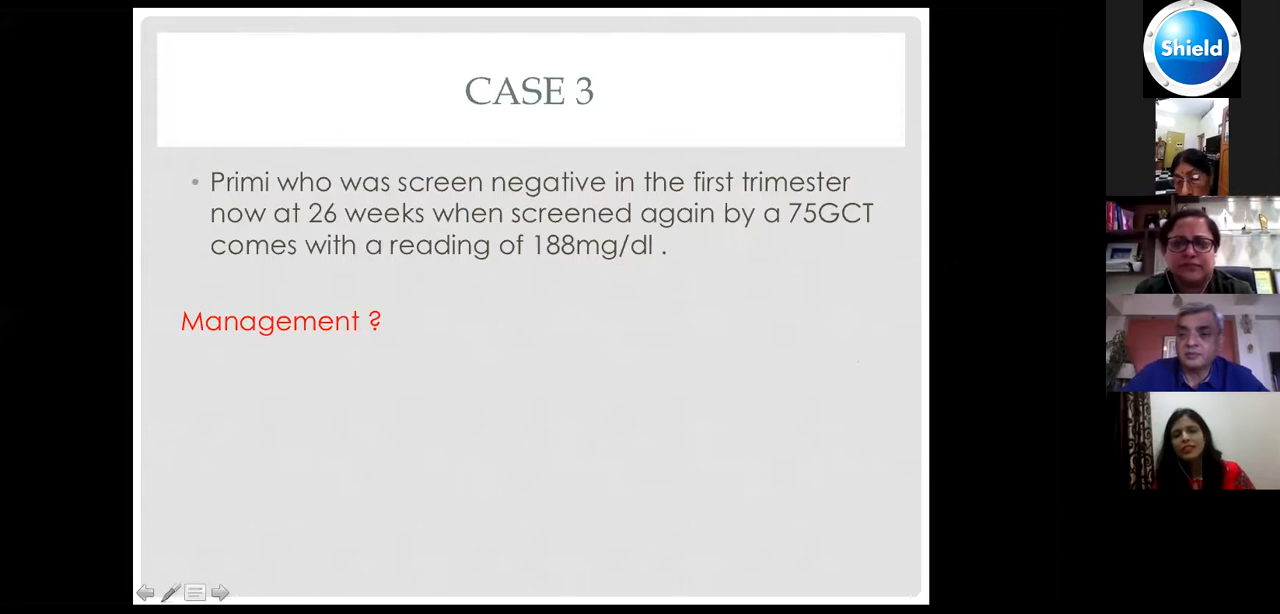 CASE 3
• Primi who was screen negative in the first trimester
now at 26 weeks when screened again by a 75GCT
comes with a reading of 188mg/dl .
Management ?
Shield